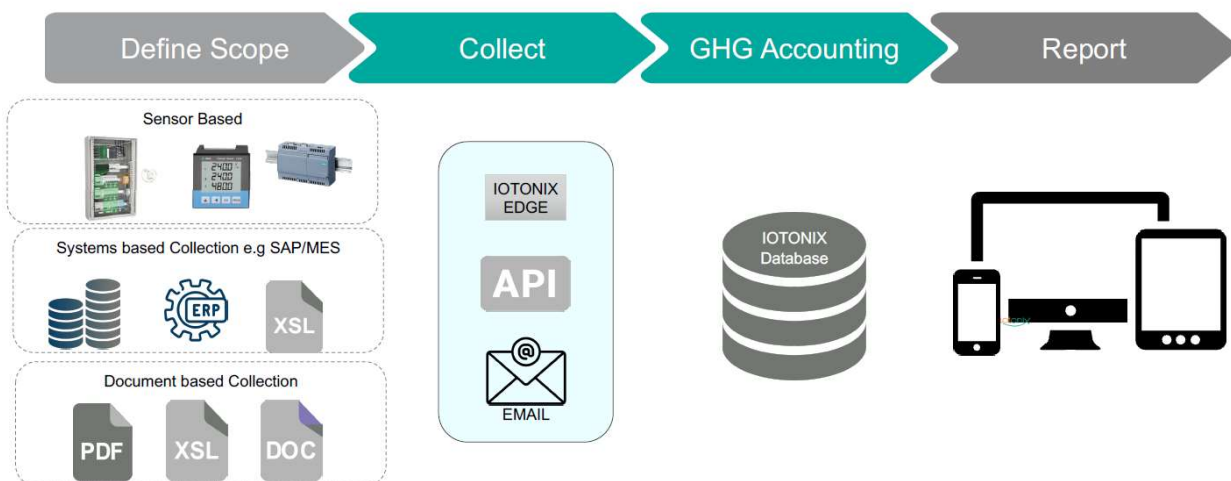 Define Scope
Collect
GHG Accounting
Report
Sensor Based
240.0
240.0
480.0
Systems based Collection e.g SAP/MES
ERP
XSL
Document based Collection
PDF
XSL
DOC
IOTONIX
EDGE
API
@
EMAIL
IOTONIX
Database